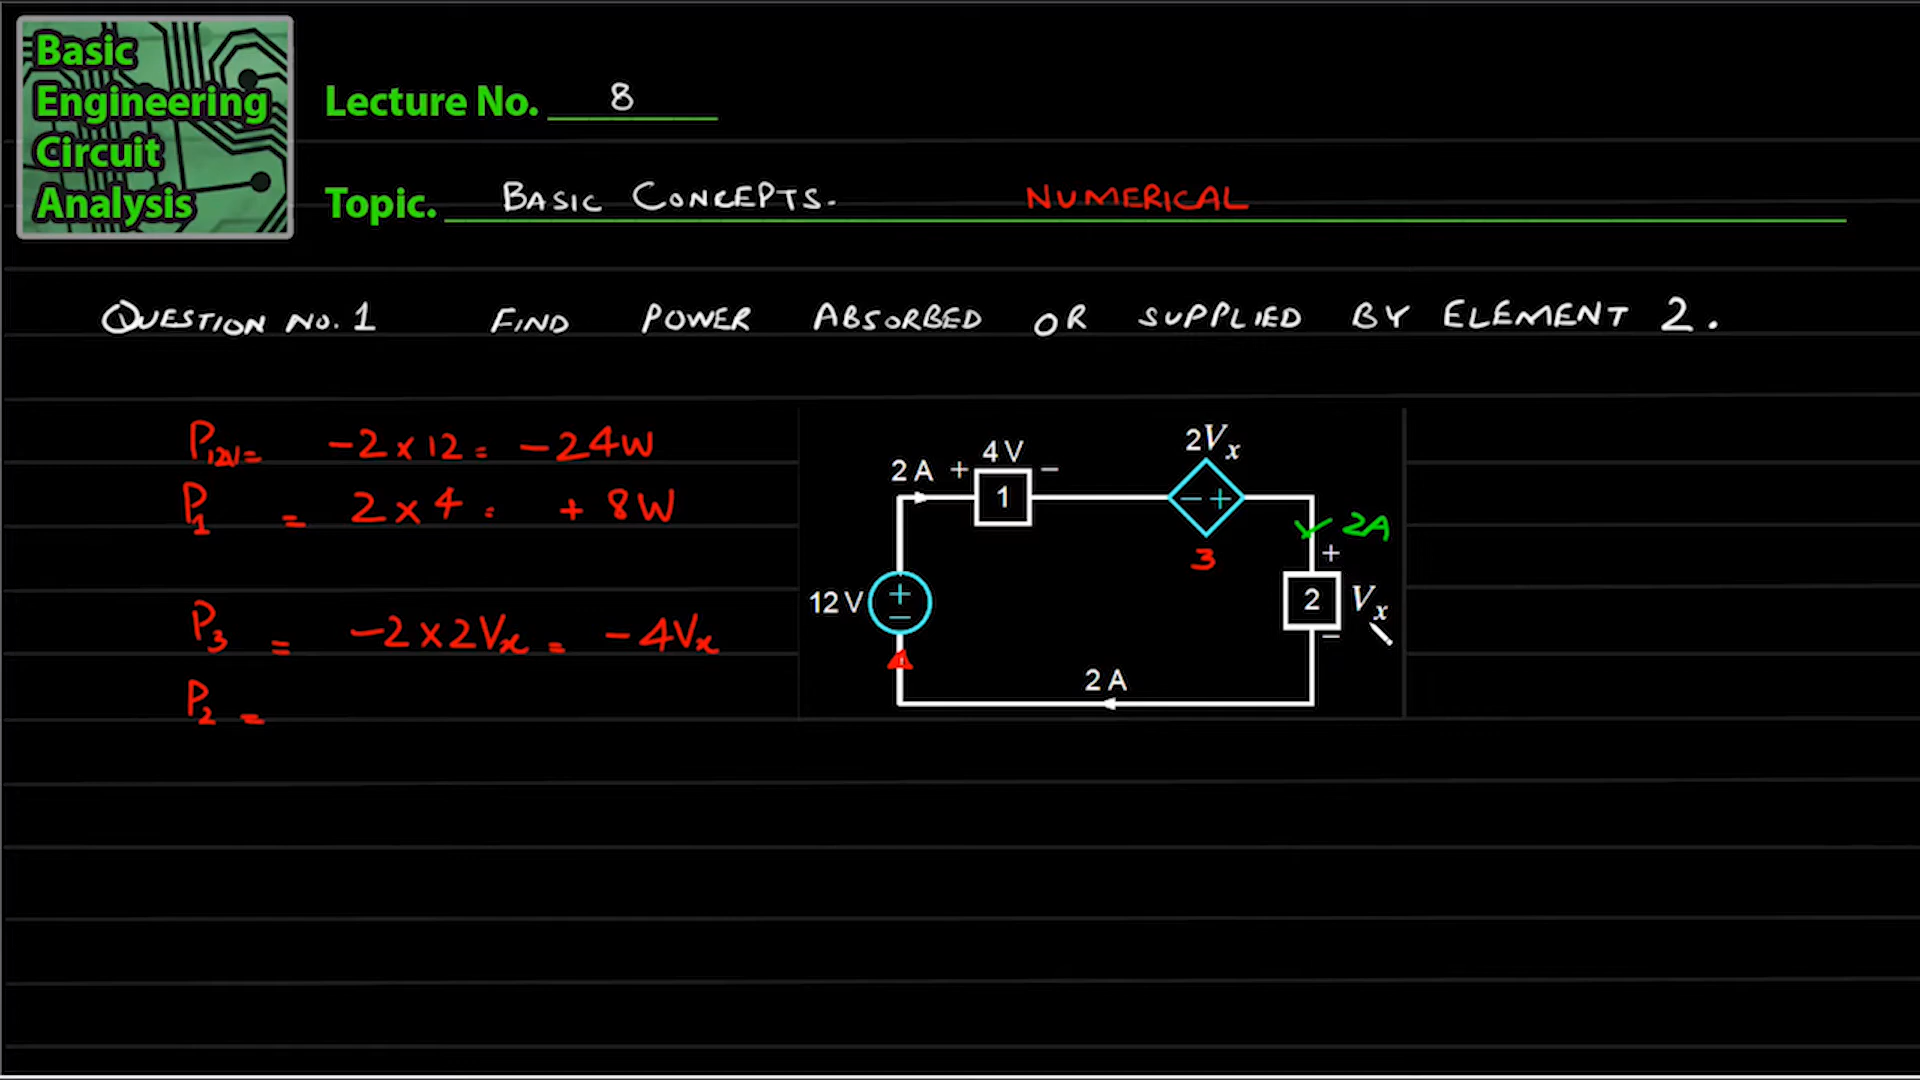 Basic
Engineering
Circuit
Analysis
Lecture No. 8
Topic. BASIC CONCEPTS. NUMERICAL
QUESTION NO. 1 FIND POWER ABSORBED OR SUPPLIED BY ELEMENT 2.
P12V= -2 × 12 = -24W
P1 = 2 × 4 = + 8W
P3 = -2 × 2Vx = -4Vx
P2 =
2Vx
4 V
2 A + 1 -
- +
2A
3
+
12 V + -
2 Vx
-
2 A